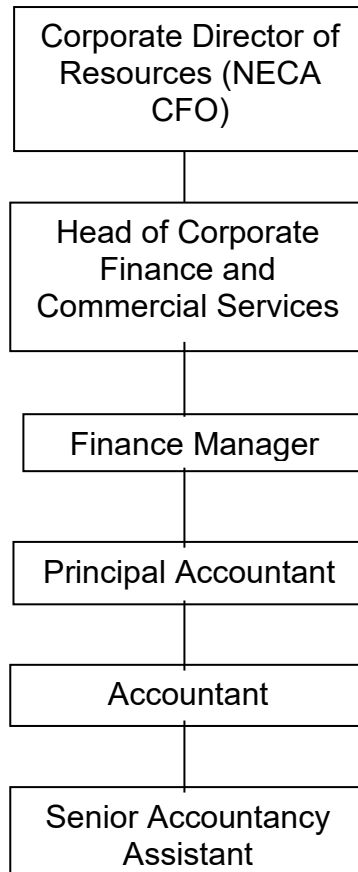 Corporate Director of
Resources (NECA
CFO)
Head of Corporate
Finance and
Commercial Services
Finance Manager
Principal Accountant
Accountant
Senior Accountancy
Assistant